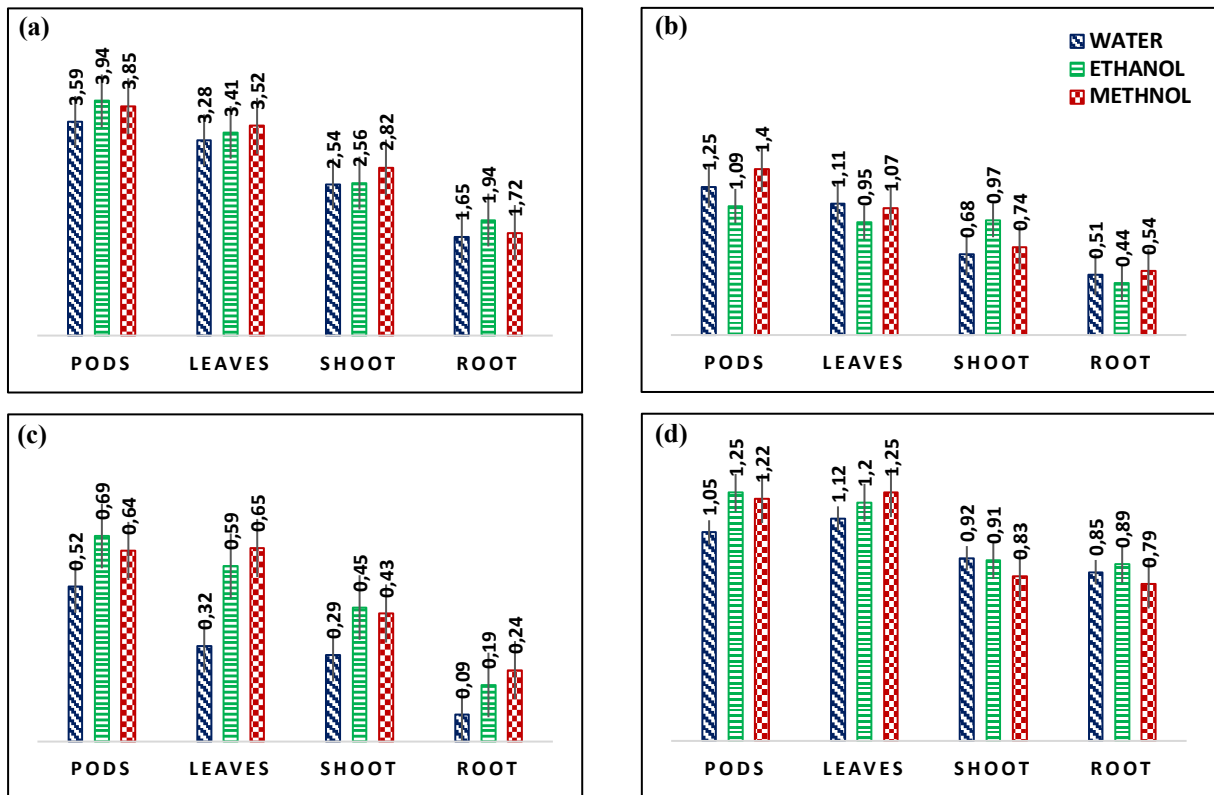 (a)
3,59 3,94 3,85 3,28 3,41 3,52 2,54 2,56 2,82 1,65 1,94 1,72
PODS LEAVES SHOOT ROOT
(b)
WATER
ETHANOL
METHNOL
1,25 1,09 1,4 1,11 0,95 1,07 0,68 0,97 0,74 0,51 0,44 0,54
PODS LEAVES SHOOT ROOT
(c)
0,52 0,69 0,64 0,32 0,59 0,65 0,29 0,45 0,43 0,09 0,19 0,24
PODS LEAVES SHOOT ROOT
(d)
1,05 1,25 1,22 1,12 1,2 1,25 0,92 0,91 0,83 0,85 0,89 0,79
PODS LEAVES SHOOT ROOT